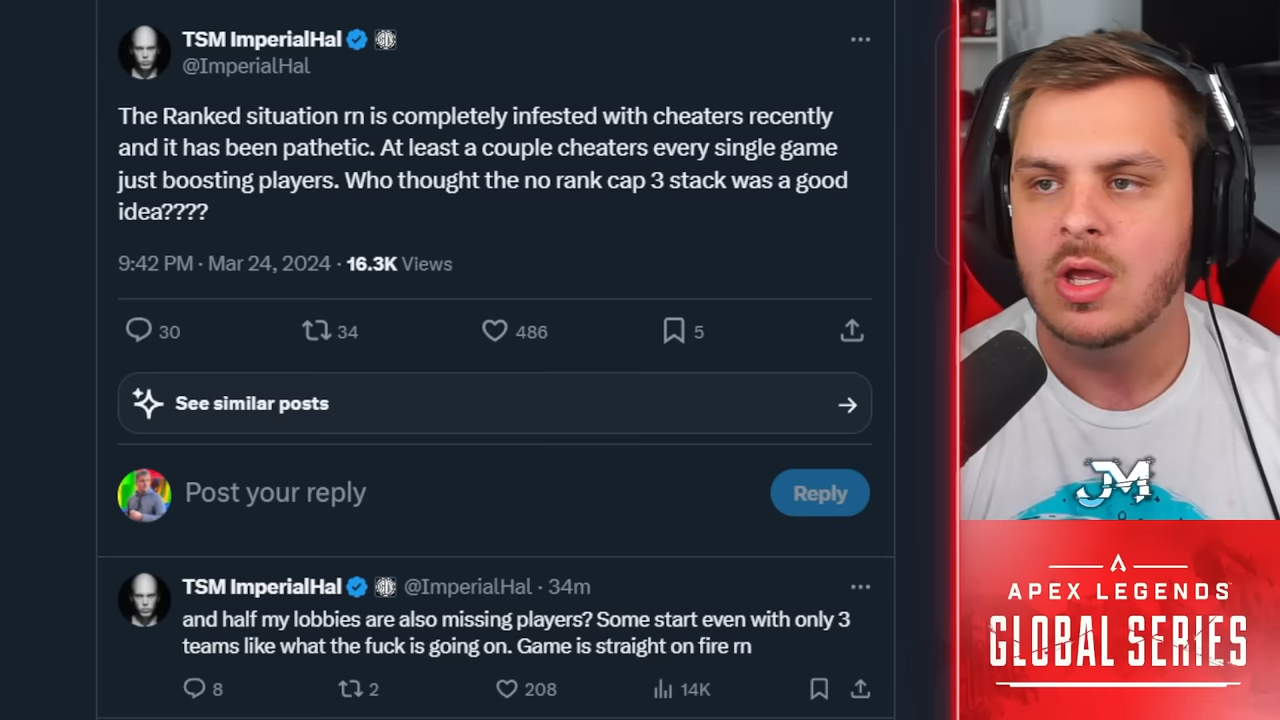 TSM ImperialHal
@ImperialHal
The Ranked situation rn is completely infested with cheaters recently
and it has been pathetic. At least a couple cheaters every single game
just boosting players. Who thought the no rank cap 3 stack was a good
idea????
9:42 PM · Mar 24, 2024 · 16.3K Views
30 34 486 5
See similar posts
Post your reply Reply
TSM ImperialHal @ImperialHal · 34m
and half my lobbies are also missing players? Some start even with only 3
teams like what the fuck is going on. Game is straight on fire rn
8 2 208 14K
JM
APEX LEGENDS
GLOBAL SERIES